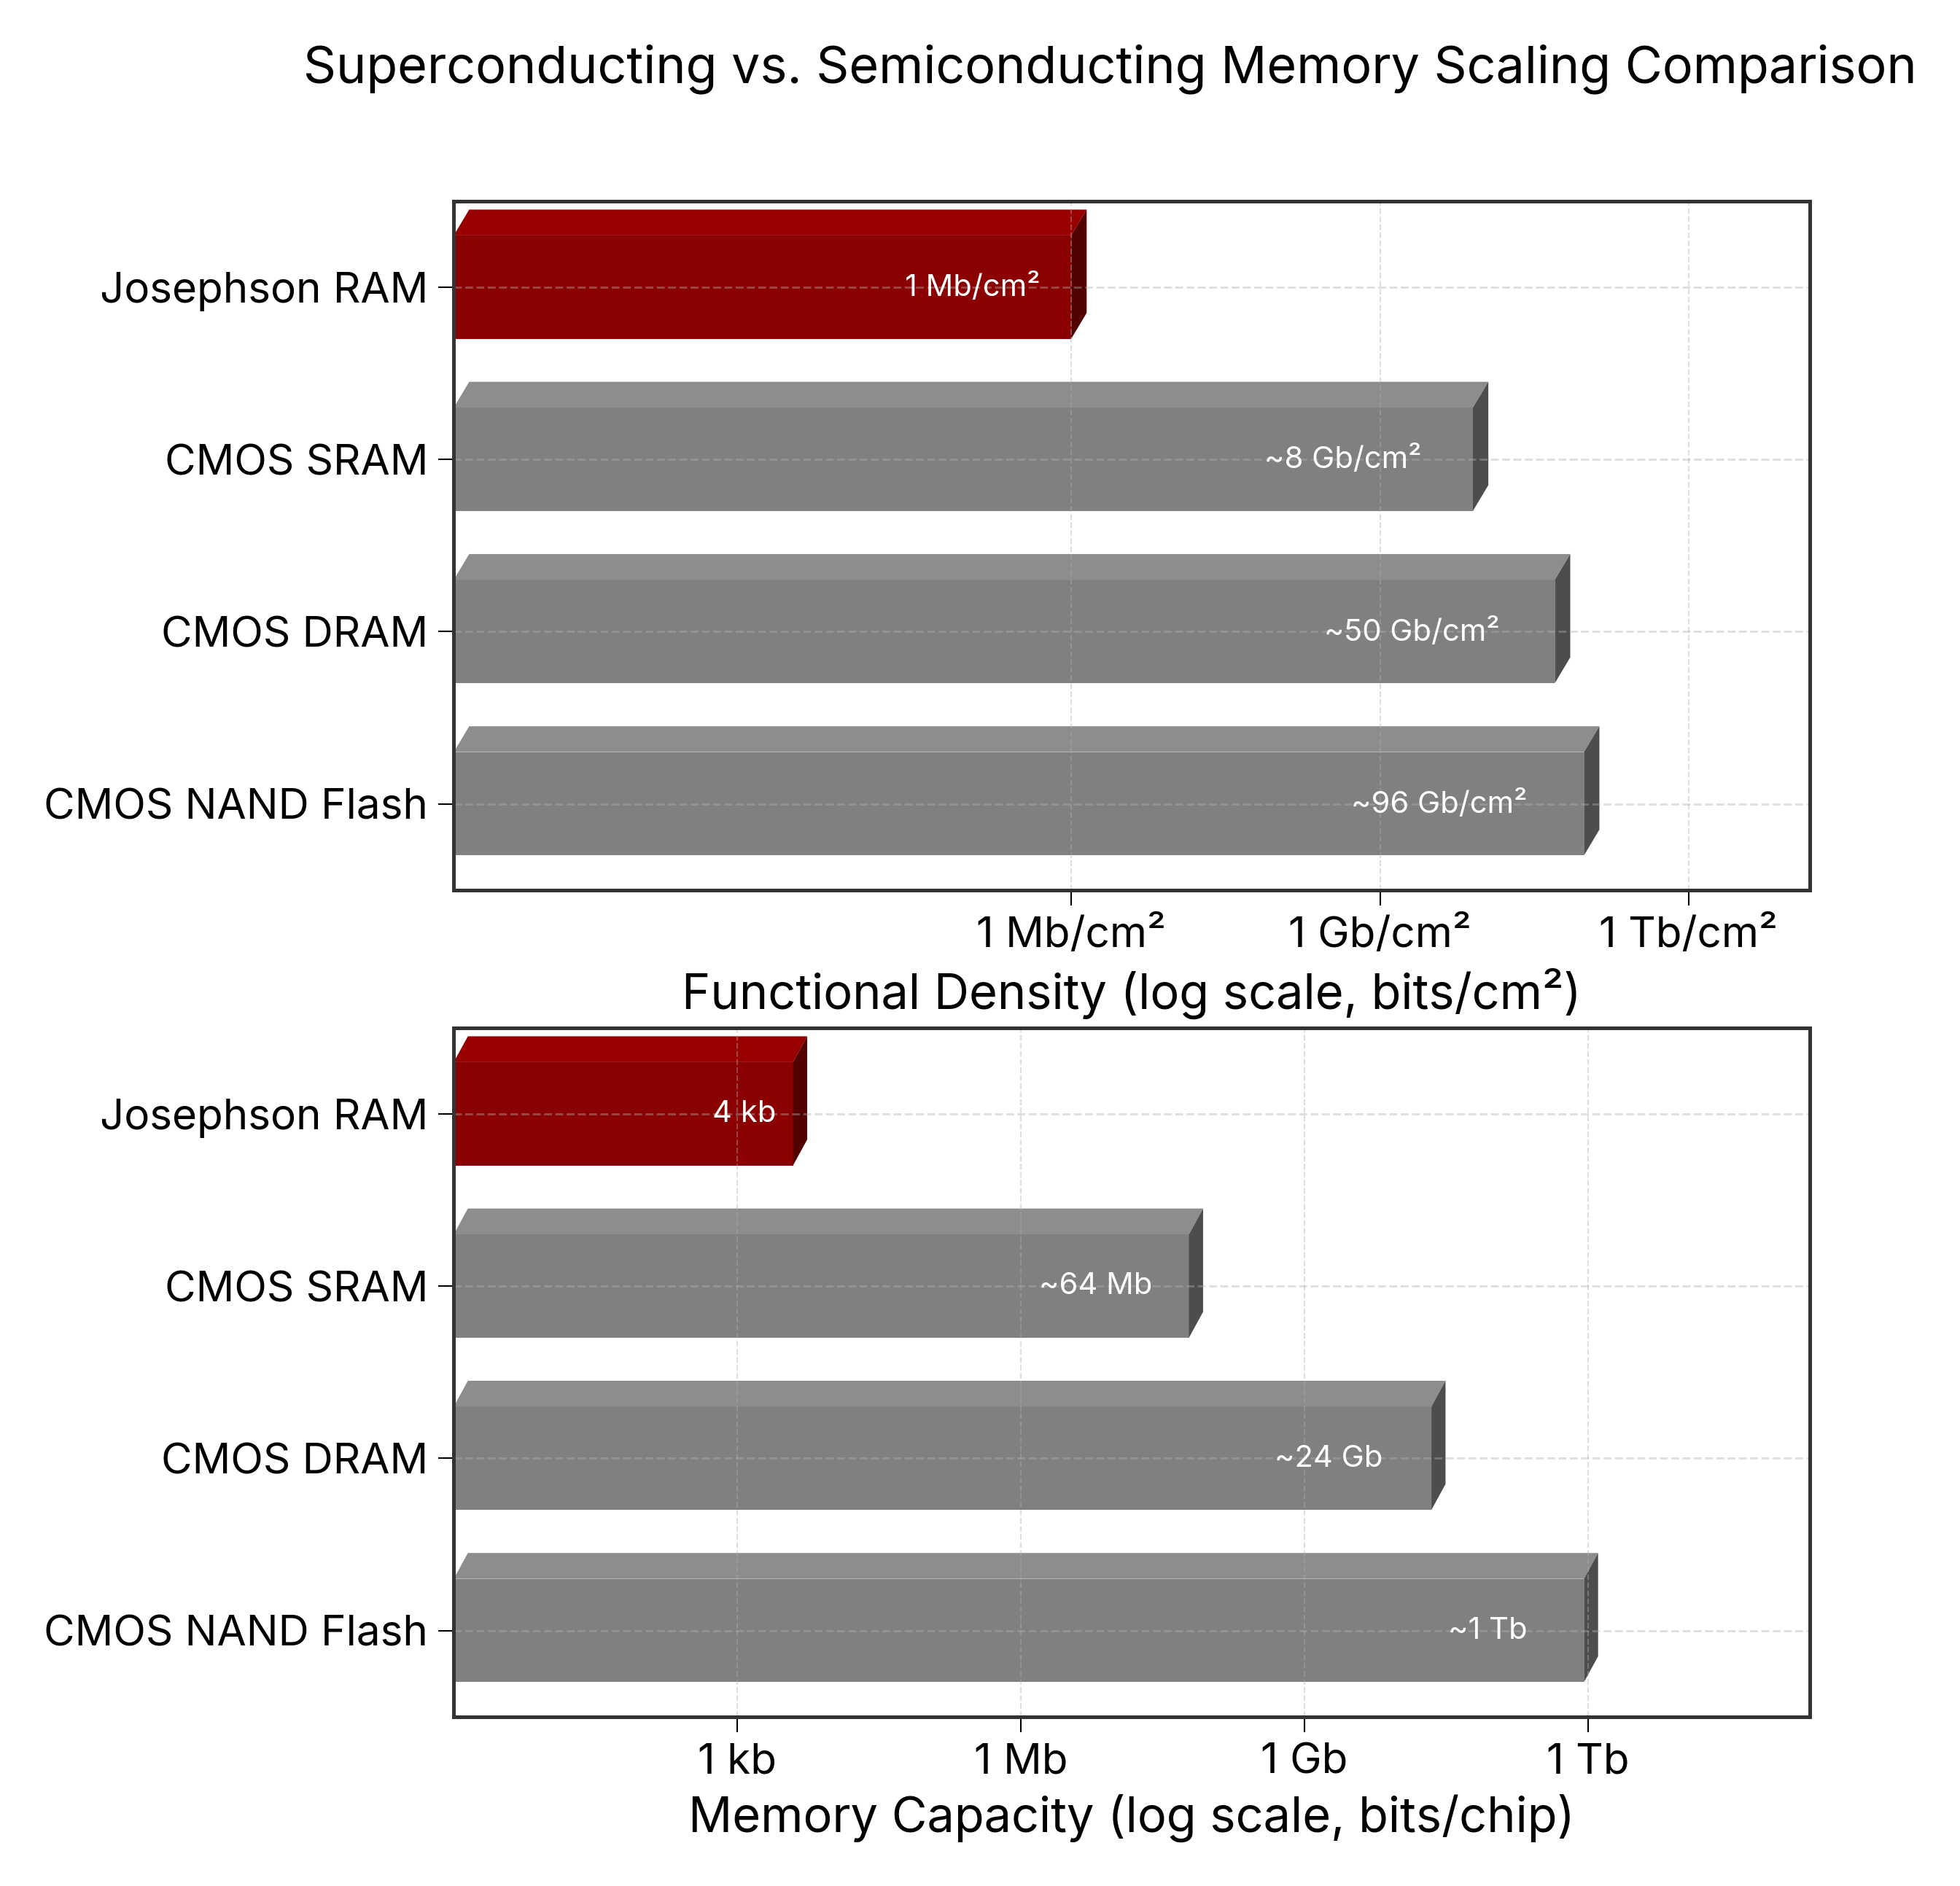 Superconducting vs. Semiconducting Memory Scaling Comparison
Josephson RAM
1 Mb/cm²
CMOS SRAM
~8 Gb/cm²
CMOS DRAM
~50 Gb/cm²
CMOS NAND Flash
~96 Gb/cm²
1 Mb/cm² 1 Gb/cm² 1 Tb/cm²
Functional Density (log scale, bits/cm²)
Josephson RAM
4 kb
CMOS SRAM
~64 Mb
CMOS DRAM
~24 Gb
CMOS NAND Flash
~1 Tb
1 kb 1 Mb 1 Gb 1 Tb
Memory Capacity (log scale, bits/chip)